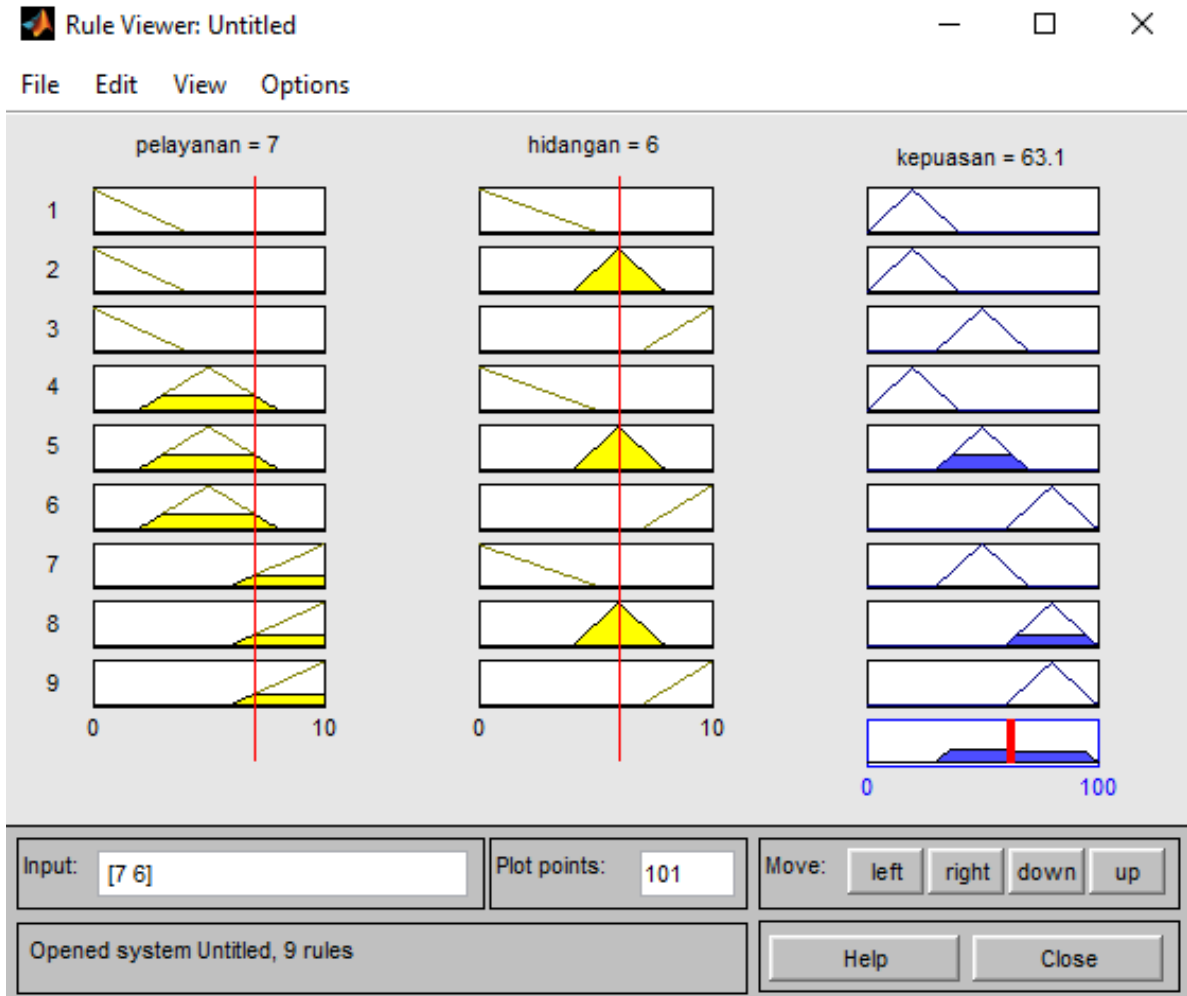 Rule Viewer: Untitled
File Edit View Options
pelayanan = 7 hidangan = 6 kepuasan = 63.1
1
2
3
4
5
6
7
8
9
0 10 0 10
0 100
Input: [7 6] Plot points: 101 Move: left right down up
Opened system Untitled, 9 rules Help Close